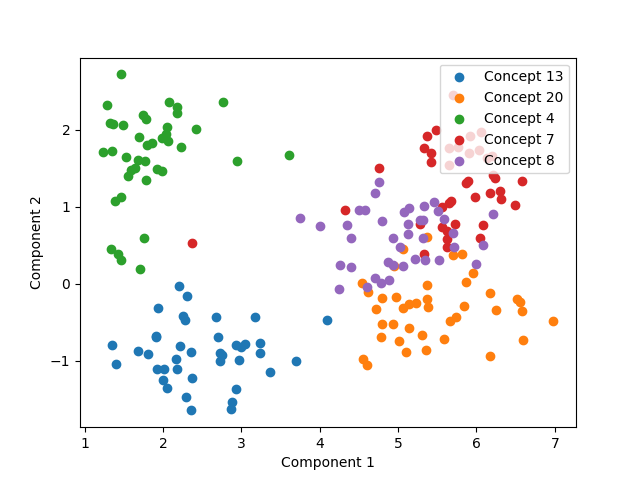 Concept 13
Concept 20
Concept 4
Concept 7
Concept 8
2
1
0
−1
Component 2
1 2 3 4 5 6 7
Component 1